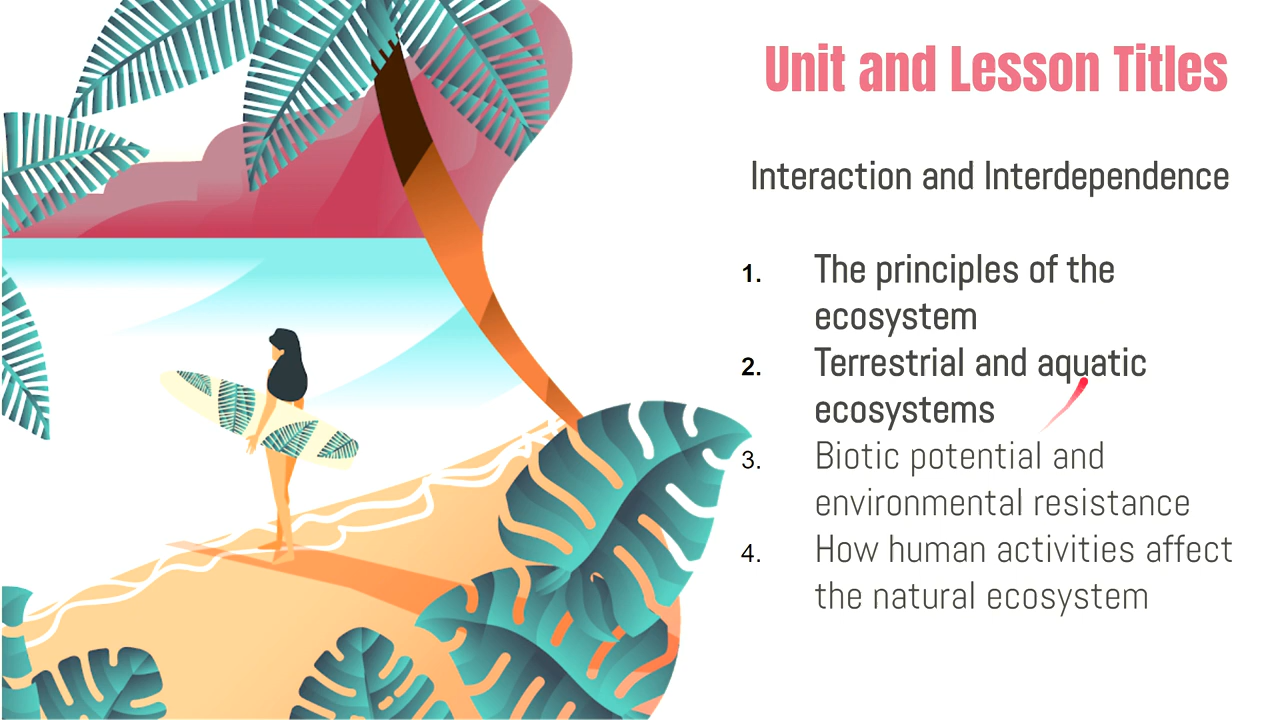 Unit and Lesson Titles
Interaction and Interdependence
1. The principles of the
ecosystem
2. Terrestrial and aquatic
ecosystems
3. Biotic potential and
environmental resistance
4. How human activities affect
the natural ecosystem